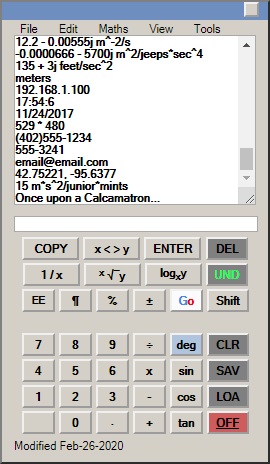 File Edit Maths View Tools
12.2 - 0.00555j m^-2/s
-0.0000666 - 5700j m^2/jeeps*sec^4
135 + 3j feet/sec^2
meters
192.168.1.100
17:54:6
11/24/2017
529 * 480
(402)555-1234
555-3241
email@email.com
42.75221, -95.6377
15 m*s^2/junior*mints
Once upon a Calcamatron...
COPY x < > y ENTER DEL
1 / x x√y logxy UND
EE ¶ % ± Go Shift
7 8 9 ÷ deg CLR
4 5 6 x sin SAV
1 2 3 - cos LOA
0 . + tan OFF
Modified Feb-26-2020